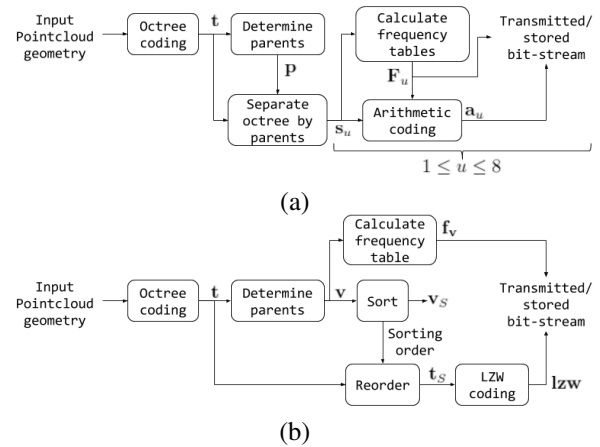 Input
Pointcloud
geometry
Octree
coding
t
Determine
parents
p
Separate
octree by
parents
s_u
Calculate
frequency
tables
F_u
Arithmetic
coding
a_u
Transmitted/
stored
bit-stream
1 ≤ u ≤ 8
(a)
Input
Pointcloud
geometry
Octree
coding
t
Determine
parents
v
Calculate
frequency
table
f_v
Sort
v_S
Sorting
order
Reorder
t_S
LZW
coding
lzw
Transmitted/
stored
bit-stream
(b)